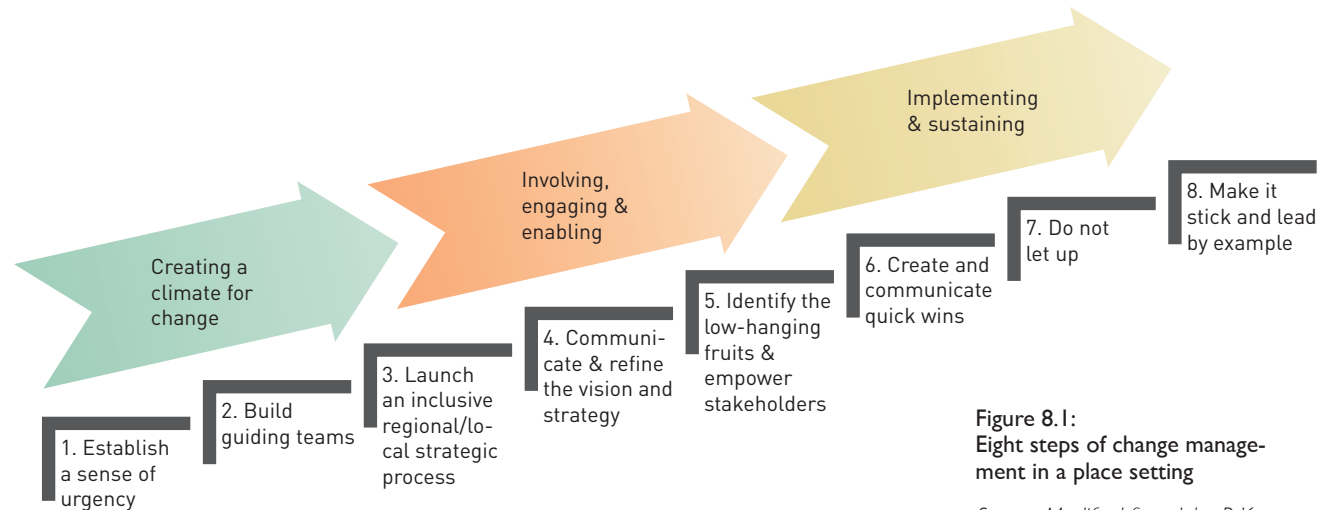 Implementing
& sustaining
Involving,
engaging &
enabling
Creating a
climate for
change
1. Establish
a sense of
urgency
2. Build
guiding teams
3. Launch
an inclusive
regional/lo-
cal strategic
process
4. Communi-
cate & refine
the vision and
strategy
5. Identify the
low-hanging
fruits &
empower
stakeholders
6. Create and
communicate
quick wins
7. Do not
let up
8. Make it
stick and lead
by example
Figure 8.1:
Eight steps of change manage-
ment in a place setting